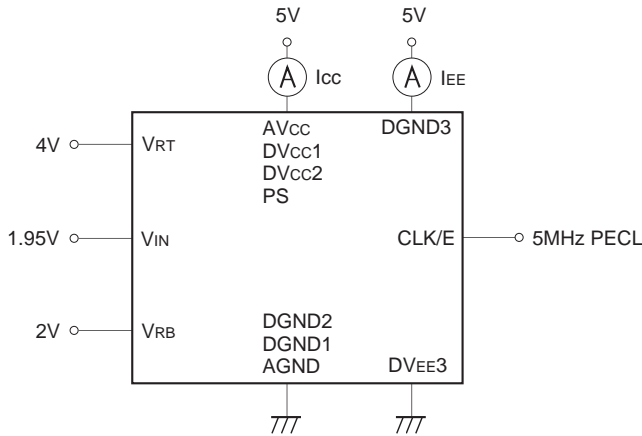 5V 5V
A ICC A IEE
AVCC DGND3
4V VRT DVCC1
DVCC2
PS
1.95V VIN CLK/E 5MHz PECL
2V VRB DGND2
DGND1
AGND DVEE3